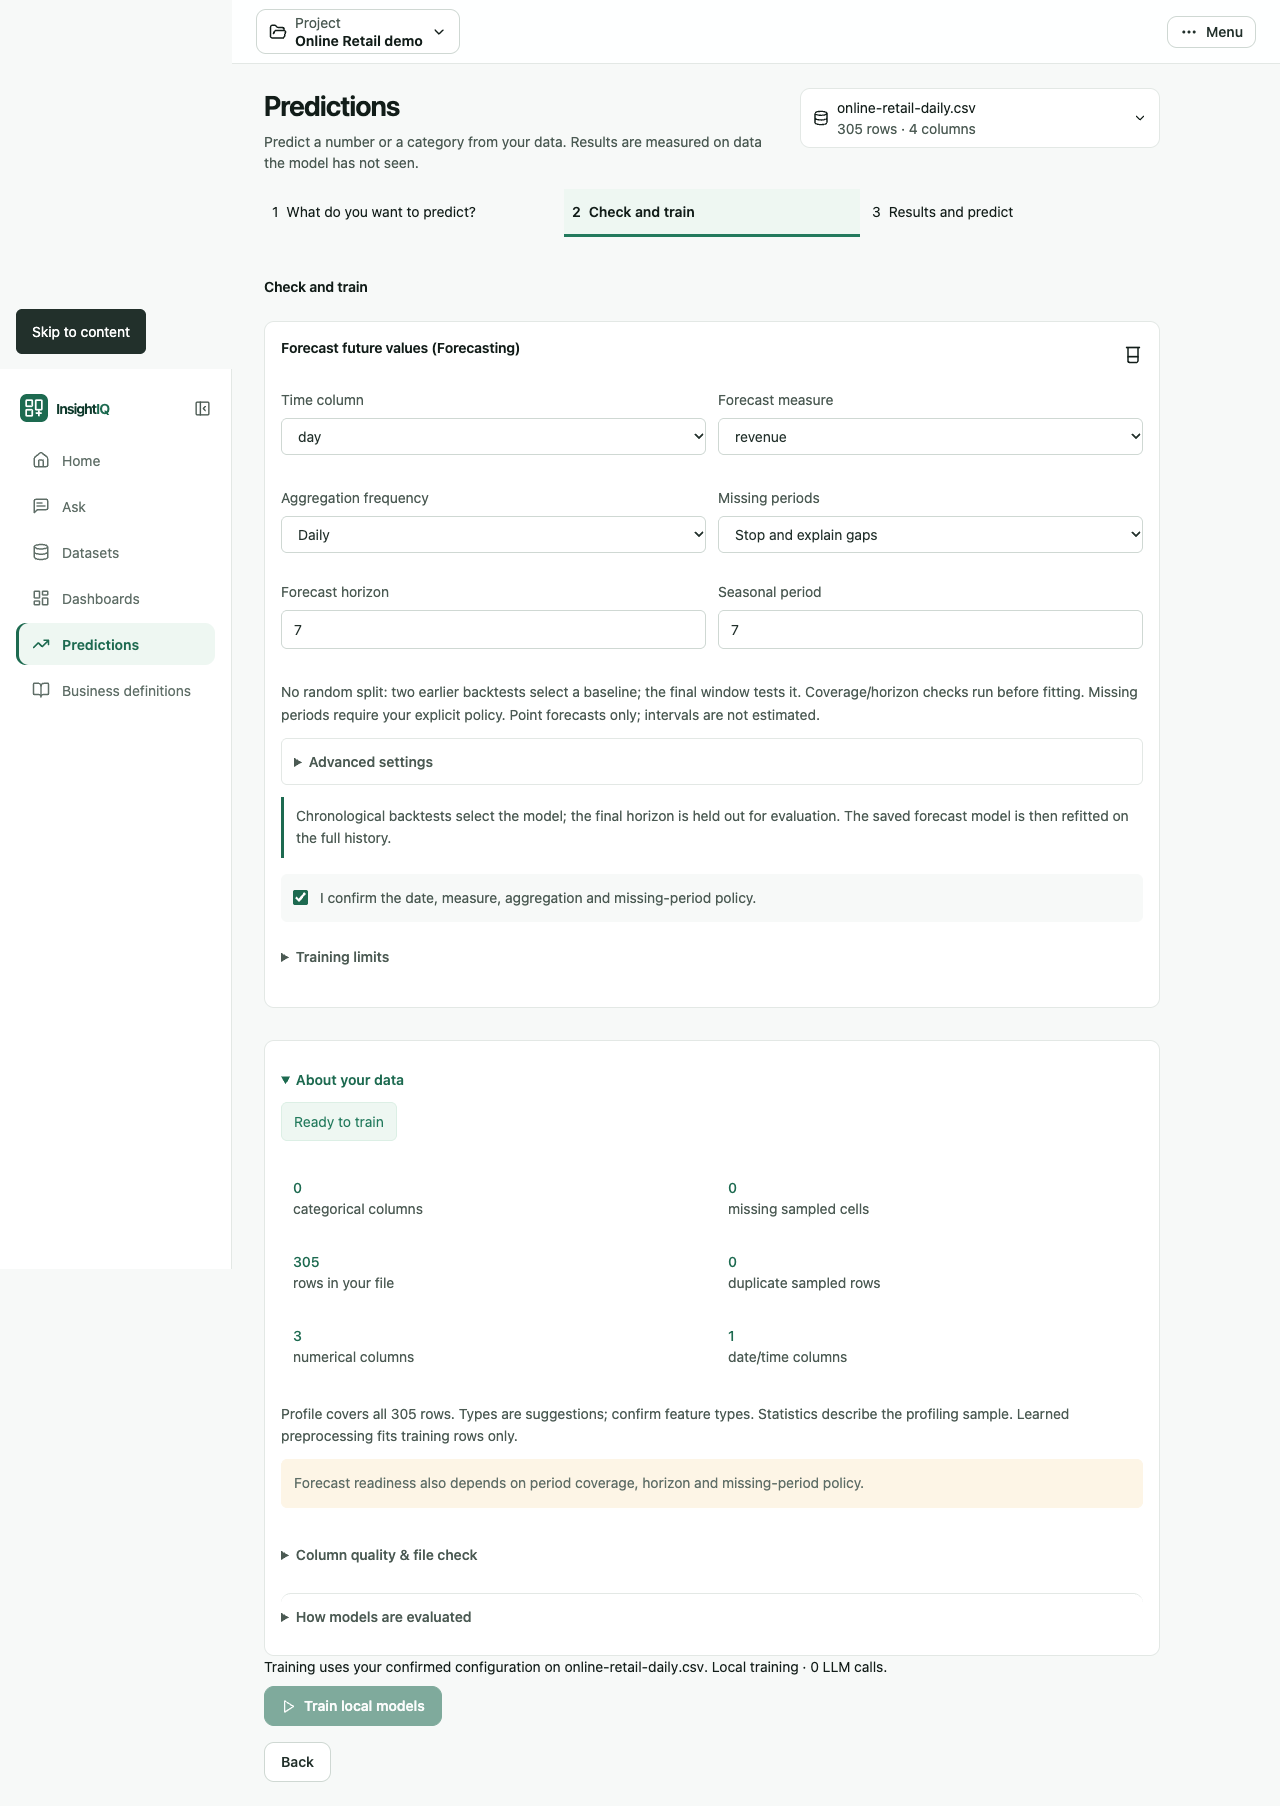 Project
Online Retail demo
Menu
Predictions
Predict a number or a category from your data. Results are measured on data
the model has not seen.
online-retail-daily.csv
305 rows · 4 columns
1 What do you want to predict?
2 Check and train
3 Results and predict
Check and train
Skip to content
InsightIQ
Home
Ask
Datasets
Dashboards
Predictions
Business definitions
Forecast future values (Forecasting)
Time column
day
Forecast measure
revenue
Aggregation frequency
Daily
Missing periods
Stop and explain gaps
Forecast horizon
7
Seasonal period
7
No random split: two earlier backtests select a baseline; the final window tests it. Coverage/horizon checks run before fitting. Missing
periods require your explicit policy. Point forecasts only; intervals are not estimated.
Advanced settings
Chronological backtests select the model; the final horizon is held out for evaluation. The saved forecast model is then refitted on
the full history.
I confirm the date, measure, aggregation and missing-period policy.
Training limits
About your data
Ready to train
0
categorical columns
0
missing sampled cells
305
rows in your file
0
duplicate sampled rows
3
numerical columns
1
date/time columns
Profile covers all 305 rows. Types are suggestions; confirm feature types. Statistics describe the profiling sample. Learned
preprocessing fits training rows only.
Forecast readiness also depends on period coverage, horizon and missing-period policy.
Column quality & file check
How models are evaluated
Training uses your confirmed configuration on online-retail-daily.csv. Local training · 0 LLM calls.
Train local models
Back